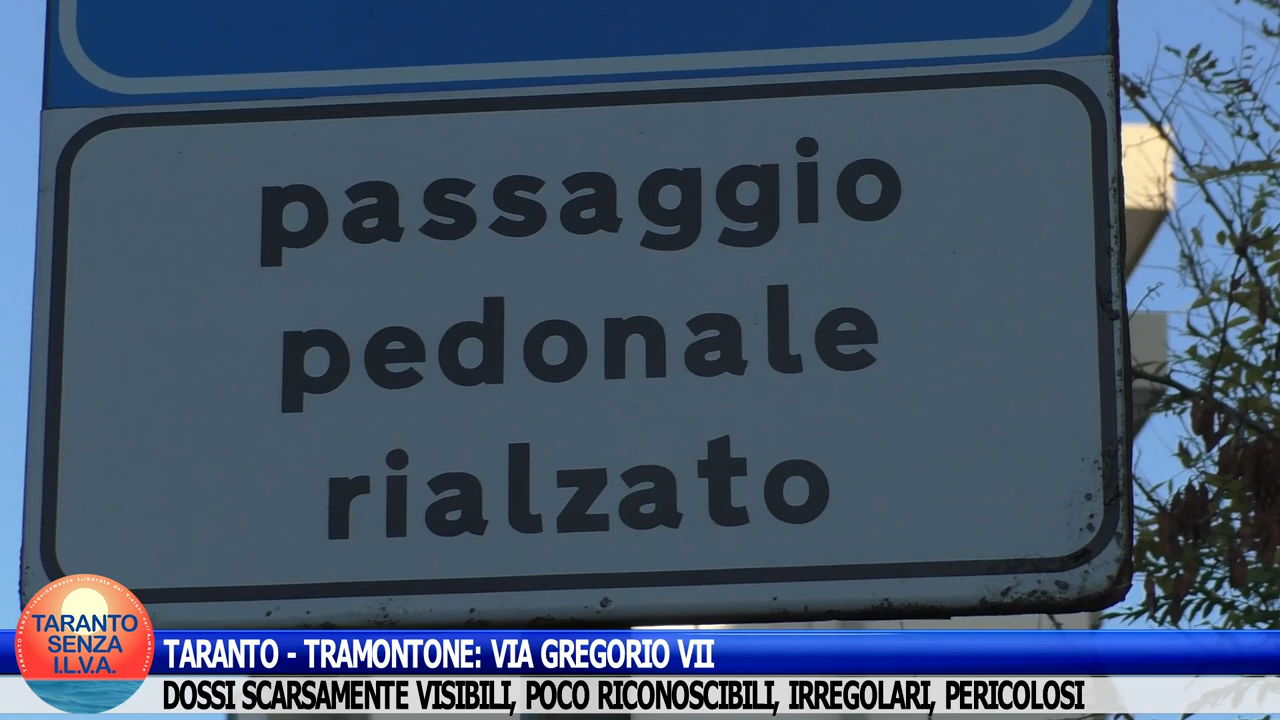 passaggio
pedonale
rialzato
TARANTO
SENZA
I.L.V.A.
TARANTO - TRAMONTONE: VIA GREGORIO VII
DOSSI SCARSAMENTE VISIBILI, POCO RICONOSCIBILI, IRREGOLARI, PERICOLOSI